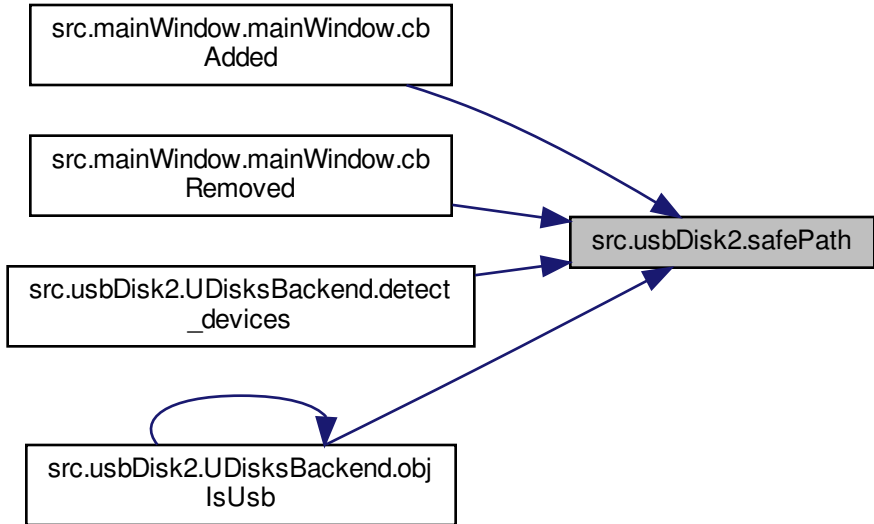 src.mainWindow.mainWindow.cb
Added
src.mainWindow.mainWindow.cb
Removed
src.usbDisk2.safePath
src.usbDisk2.UDisksBackend.detect
_devices
src.usbDisk2.UDisksBackend.obj
IsUsb